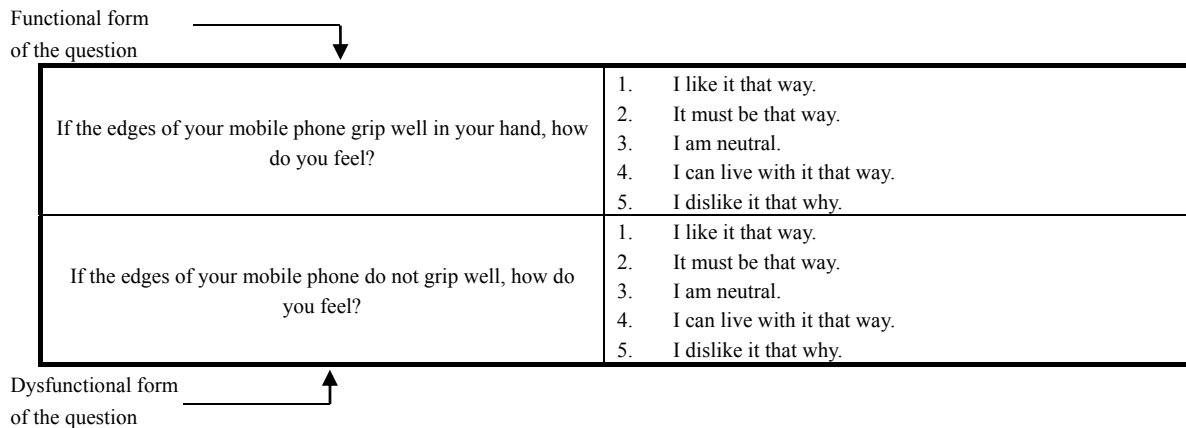 Functional form
of the question
If the edges of your mobile phone grip well in your hand, how
do you feel?
1. I like it that way.
2. It must be that way.
3. I am neutral.
4. I can live with it that way.
5. I dislike it that why.
If the edges of your mobile phone do not grip well, how do
you feel?
1. I like it that way.
2. It must be that way.
3. I am neutral.
4. I can live with it that way.
5. I dislike it that why.
Dysfunctional form
of the question